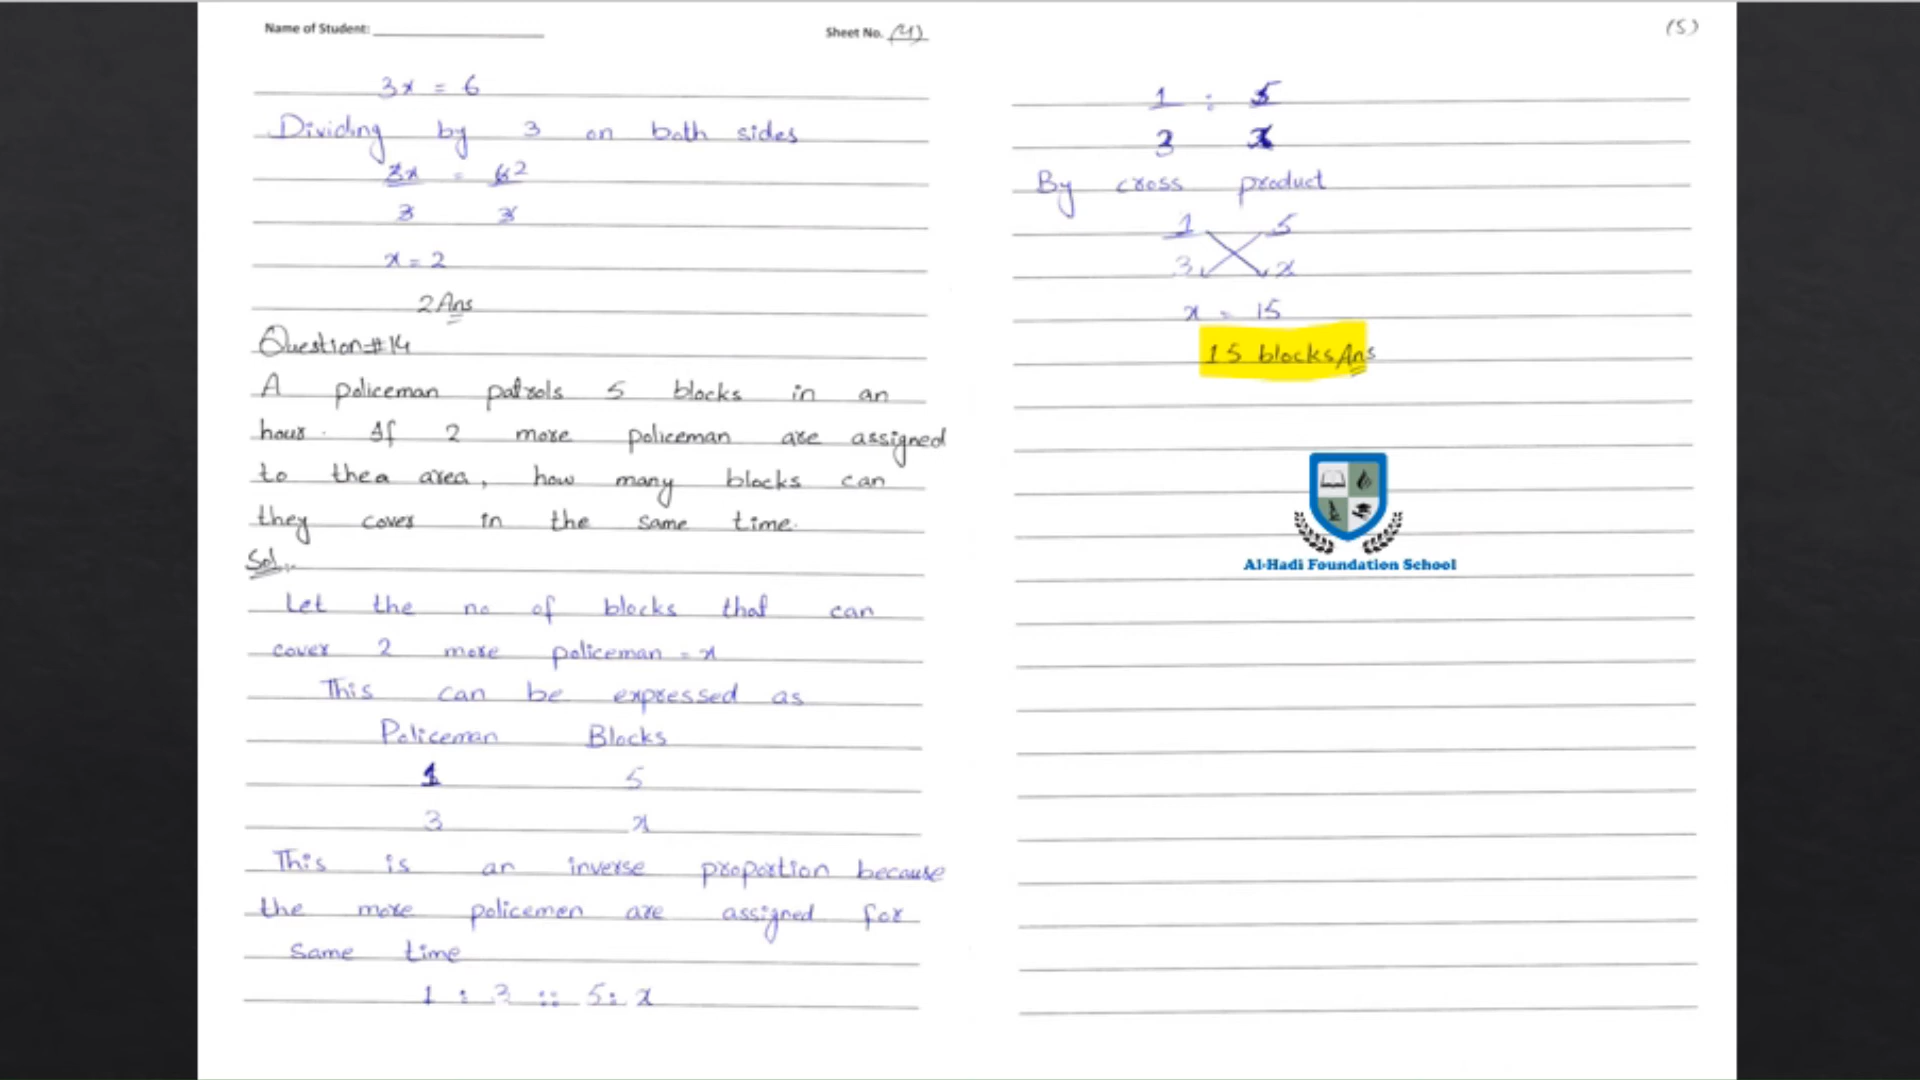 Name of Student:
Sheet No. (4)
3x = 6
Dividing by 3 on both sides
3x = 6 2
3 3
x = 2
2 Ans
Question#14
A policeman patrols 5 blocks in an
hour. If 2 more policeman are assigned
to thea area, how many blocks can
they cover in the same time.
Sol:-
Let the no of blocks that can
cover 2 more policeman = x
This can be expressed as
Policeman Blocks
1 5
3 x
This is an inverse proportion because
the more policemen are assigned for
same time
1 : 3 :: 5 : x
(5)
1 : 5
3 x
By cross product
1 5
3 x
x = 15
15 blocks Ans
Al-Hadi Foundation School